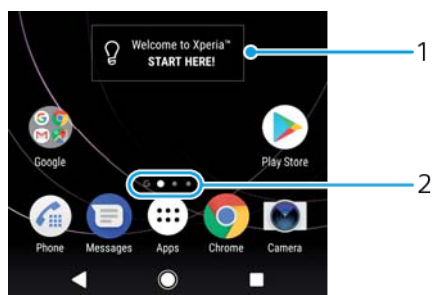 Welcome to Xperia™
START HERE!
1
Google
Play Store
G
2
Phone
Messages
Apps
Chrome
Camera